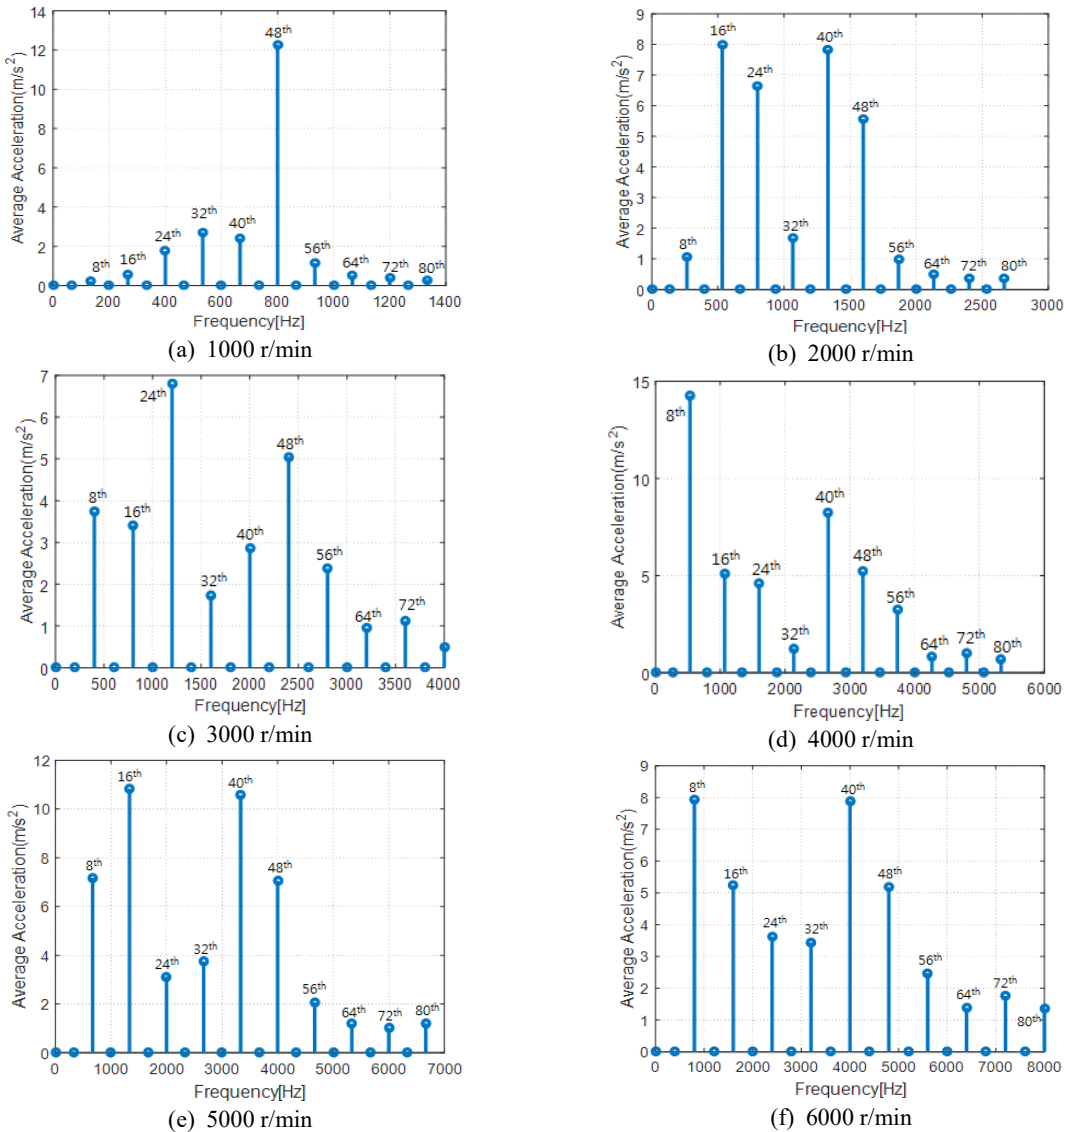 14
12
10
8
6
4
2
0
Average Acceleration(m/s²)
8ᵗʰ
16ᵗʰ
24ᵗʰ
32ᵗʰ
40ᵗʰ
48ᵗʰ
56ᵗʰ
64ᵗʰ
72ᵗʰ
80ᵗʰ
0 200 400 600 800 1000 1200 1400
Frequency[Hz]
(a) 1000 r/min
9
8
7
6
5
4
3
2
1
0
Average Acceleration(m/s²)
8ᵗʰ
16ᵗʰ
24ᵗʰ
32ᵗʰ
40ᵗʰ
48ᵗʰ
56ᵗʰ
64ᵗʰ
72ᵗʰ
80ᵗʰ
0 500 1000 1500 2000 2500 3000
Frequency[Hz]
(b) 2000 r/min
7
6
5
4
3
2
1
0
Average Acceleration(m/s²)
8ᵗʰ
16ᵗʰ
24ᵗʰ
32ᵗʰ
40ᵗʰ
48ᵗʰ
56ᵗʰ
64ᵗʰ
72ᵗʰ
0 500 1000 1500 2000 2500 3000 3500 4000
Frequency[Hz]
(c) 3000 r/min
15
10
5
0
Average Acceleration(m/s²)
8ᵗʰ
16ᵗʰ
24ᵗʰ
32ᵗʰ
40ᵗʰ
48ᵗʰ
56ᵗʰ
64ᵗʰ
72ᵗʰ
80ᵗʰ
0 1000 2000 3000 4000 5000 6000
Frequency[Hz]
(d) 4000 r/min
12
10
8
6
4
2
0
Average Acceleration(m/s²)
8ᵗʰ
16ᵗʰ
24ᵗʰ
32ᵗʰ
40ᵗʰ
48ᵗʰ
56ᵗʰ
64ᵗʰ
72ᵗʰ
80ᵗʰ
0 1000 2000 3000 4000 5000 6000 7000
Frequency[Hz]
(e) 5000 r/min
9
8
7
6
5
4
3
2
1
0
Average Acceleration(m/s²)
8ᵗʰ
16ᵗʰ
24ᵗʰ
32ᵗʰ
40ᵗʰ
48ᵗʰ
56ᵗʰ
64ᵗʰ
72ᵗʰ
80ᵗʰ
0 1000 2000 3000 4000 5000 6000 7000 8000
Frequency[Hz]
(f) 6000 r/min